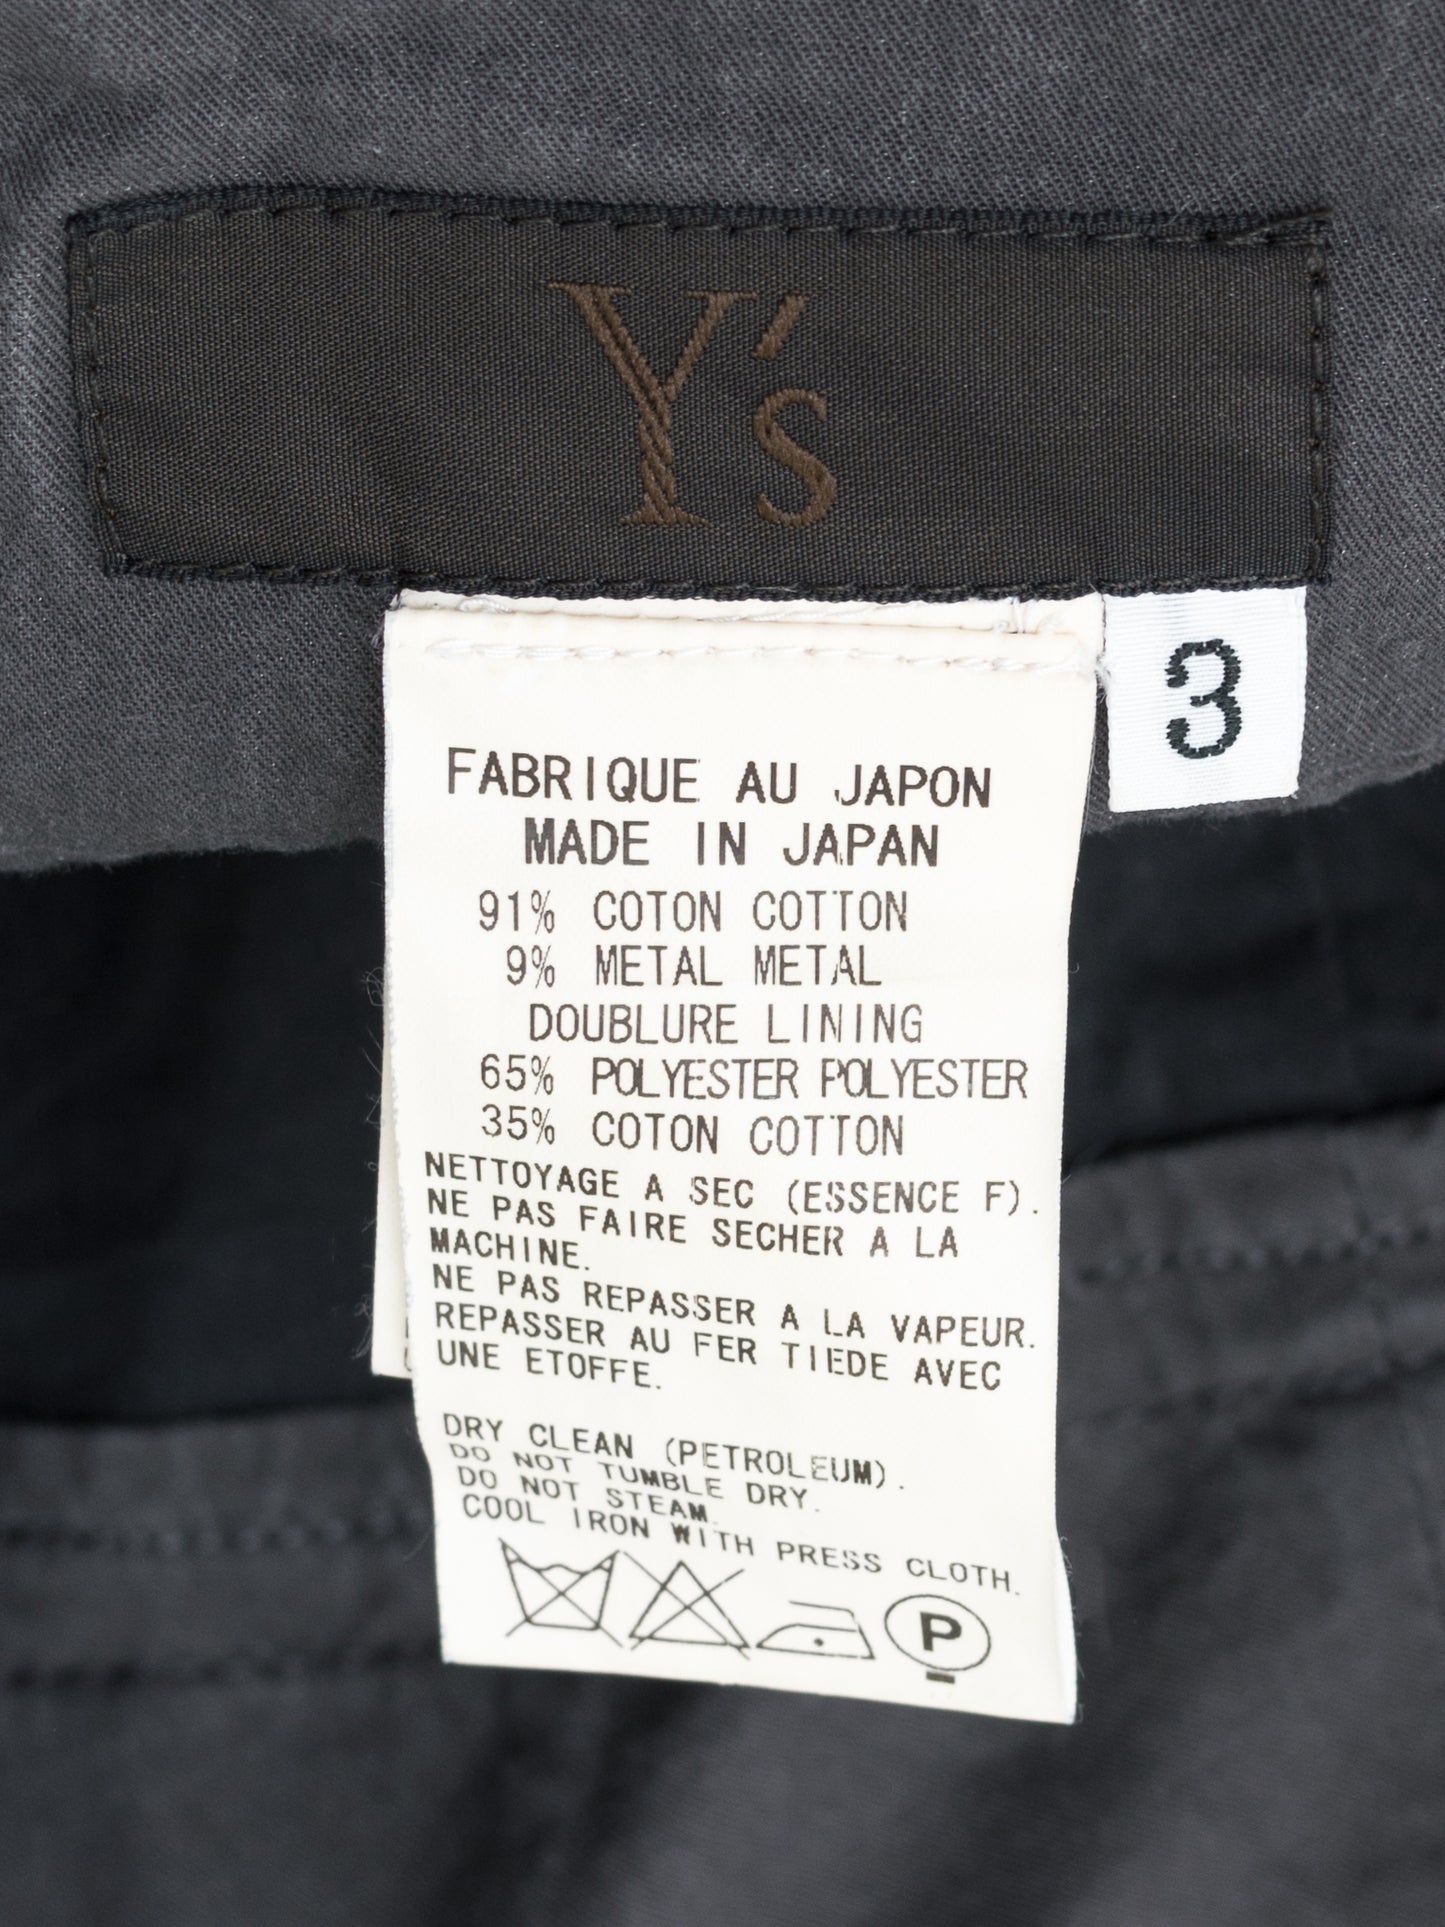 Y's
3
FABRIQUE AU JAPON
MADE IN JAPAN
91% COTON COTTON
9% METAL METAL
DOUBLURE LINING
65% POLYESTER POLYESTER
35% COTON COTTON
NETTOYAGE A SEC (ESSENCE F).
NE PAS FAIRE SECHER A LA
MACHINE.
NE PAS REPASSER A LA VAPEUR.
REPASSER AU FER TIEDE AVEC
UNE ETOFFE.
DRY CLEAN (PETROLEUM).
DO NOT TUMBLE DRY.
DO NOT STEAM.
COOL IRON WITH PRESS CLOTH.
P